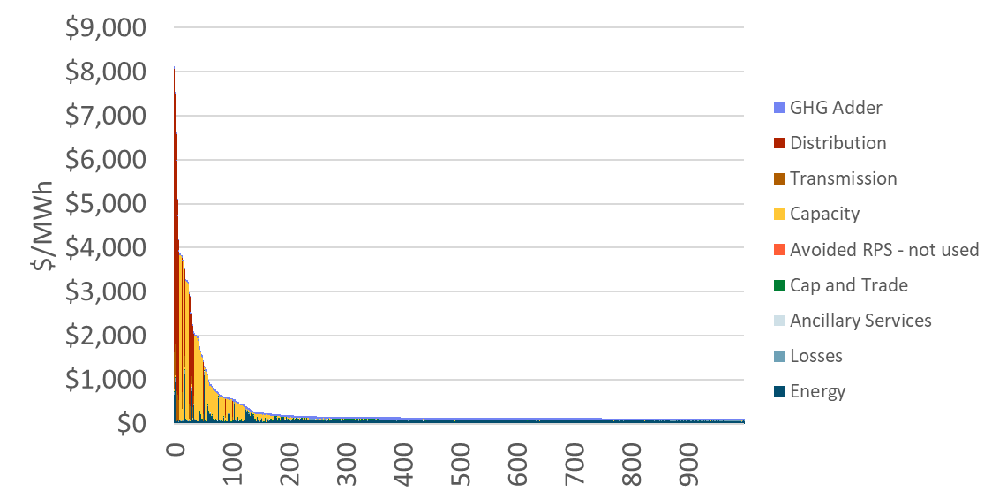 $9,000
$8,000
$7,000
$6,000
$5,000
$4,000
$3,000
$2,000
$1,000
$0
$/MWh
0
100
200
300
400
500
600
700
800
900
GHG Adder
Distribution
Transmission
Capacity
Avoided RPS - not used
Cap and Trade
Ancillary Services
Losses
Energy